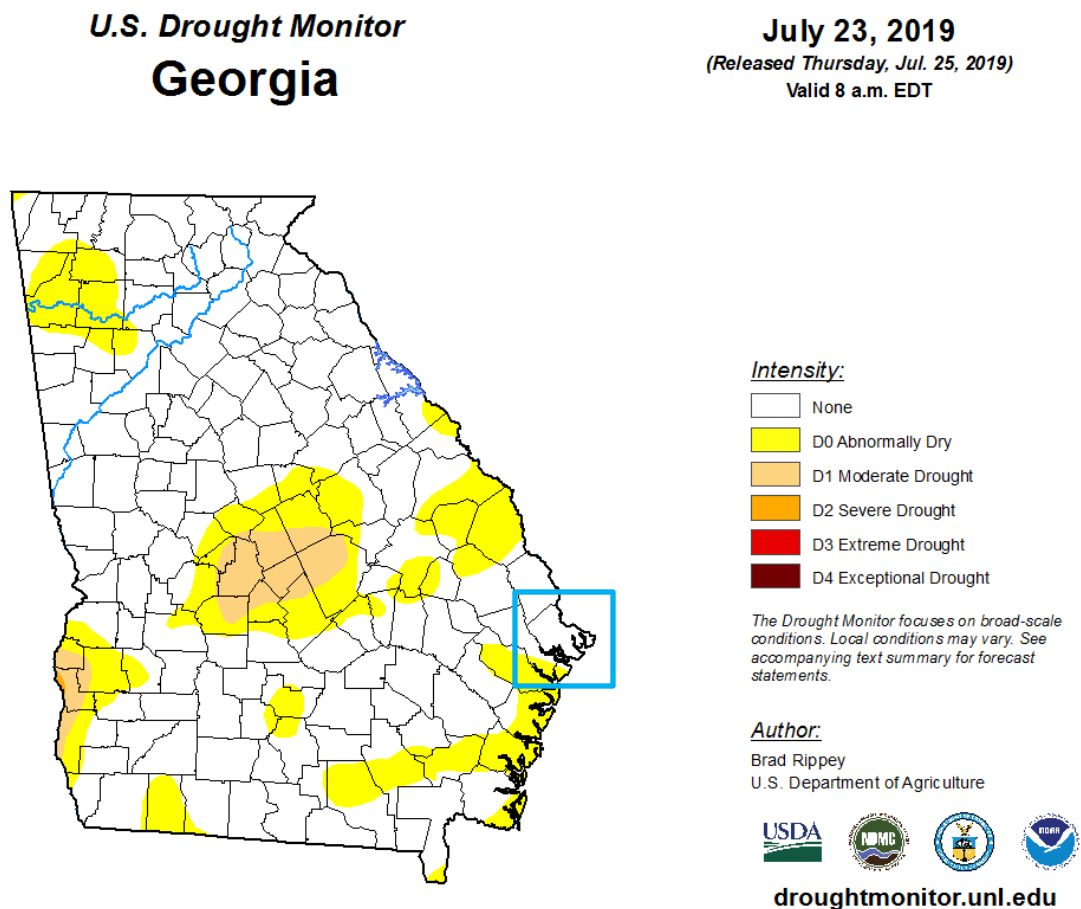 U.S. Drought Monitor
Georgia
July 23, 2019
(Released Thursday, Jul. 25, 2019)
Valid 8 a.m. EDT
Intensity:
None
D0 Abnormally Dry
D1 Moderate Drought
D2 Severe Drought
D3 Extreme Drought
D4 Exceptional Drought
The Drought Monitor focuses on broad-scale
conditions. Local conditions may vary. See
accompanying text summary for forecast
statements.
Author:
Brad Rippey
U.S. Department of Agriculture
USDA
NDMC
NOAA
droughtmonitor.unl.edu